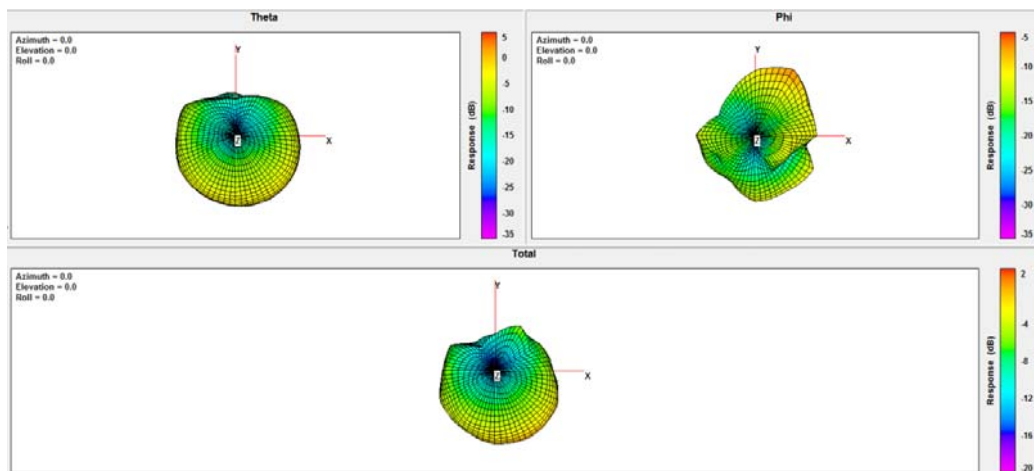 Theta
Azimuth = 0.0
Elevation = 0.0
Roll = 0.0
Y
X
Z
Response (dB)
5
0
-5
-10
-15
-20
-25
-30
-35
Phi
Azimuth = 0.0
Elevation = 0.0
Roll = 0.0
Y
X
Z
Response (dB)
-5
-10
-15
-20
-25
-30
-35
Total
Azimuth = 0.0
Elevation = 0.0
Roll = 0.0
Y
X
Z
Response (dB)
2
-4
-8
-12
-16
-20